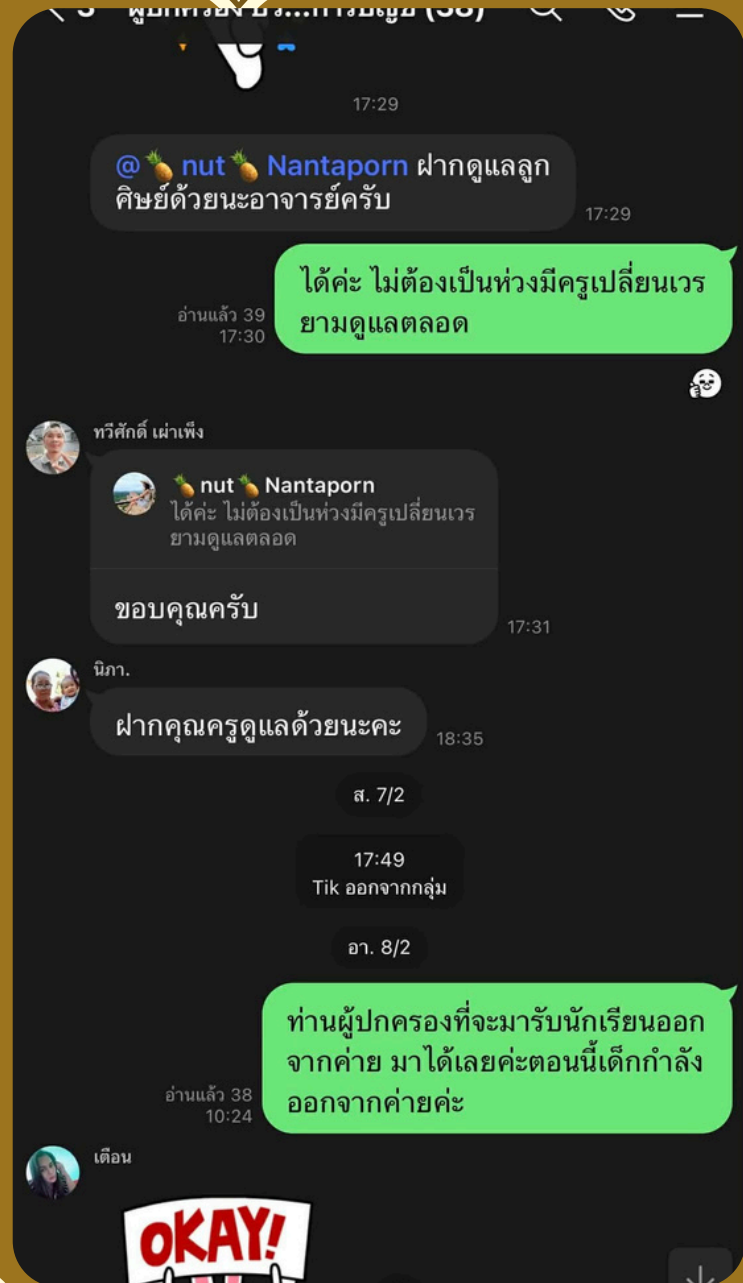 17:29
@🍍 nut🍍 Nantaporn ฝากดูแลลูก
ศิษย์ด้วยนะอาจารย์ครับ
17:29
ได้ค่ะ ไม่ต้องเป็นห่วงมีครูเปลี่ยนเวร
ยามดูแลตลอด
อ่านแล้ว 39
17:30
ทวีศักดิ์ เผ่าเพ็ง
🍍 nut🍍 Nantaporn
ได้ค่ะ ไม่ต้องเป็นห่วงมีครูเปลี่ยนเวร
ยามดูแลตลอด
ขอบคุณครับ
17:31
นิภา.
ฝากคุณครูดูแลด้วยนะคะ
18:35
ส. 7/2
17:49
Tik ออกจากกลุ่ม
อา. 8/2
ท่านผู้ปกครองที่จะมารับนักเรียนออก
จากค่าย มาได้เลยค่ะตอนนี้เด็กกำลัง
ออกจากค่ายค่ะ
อ่านแล้ว 38
10:24
เตือน
OKAY!